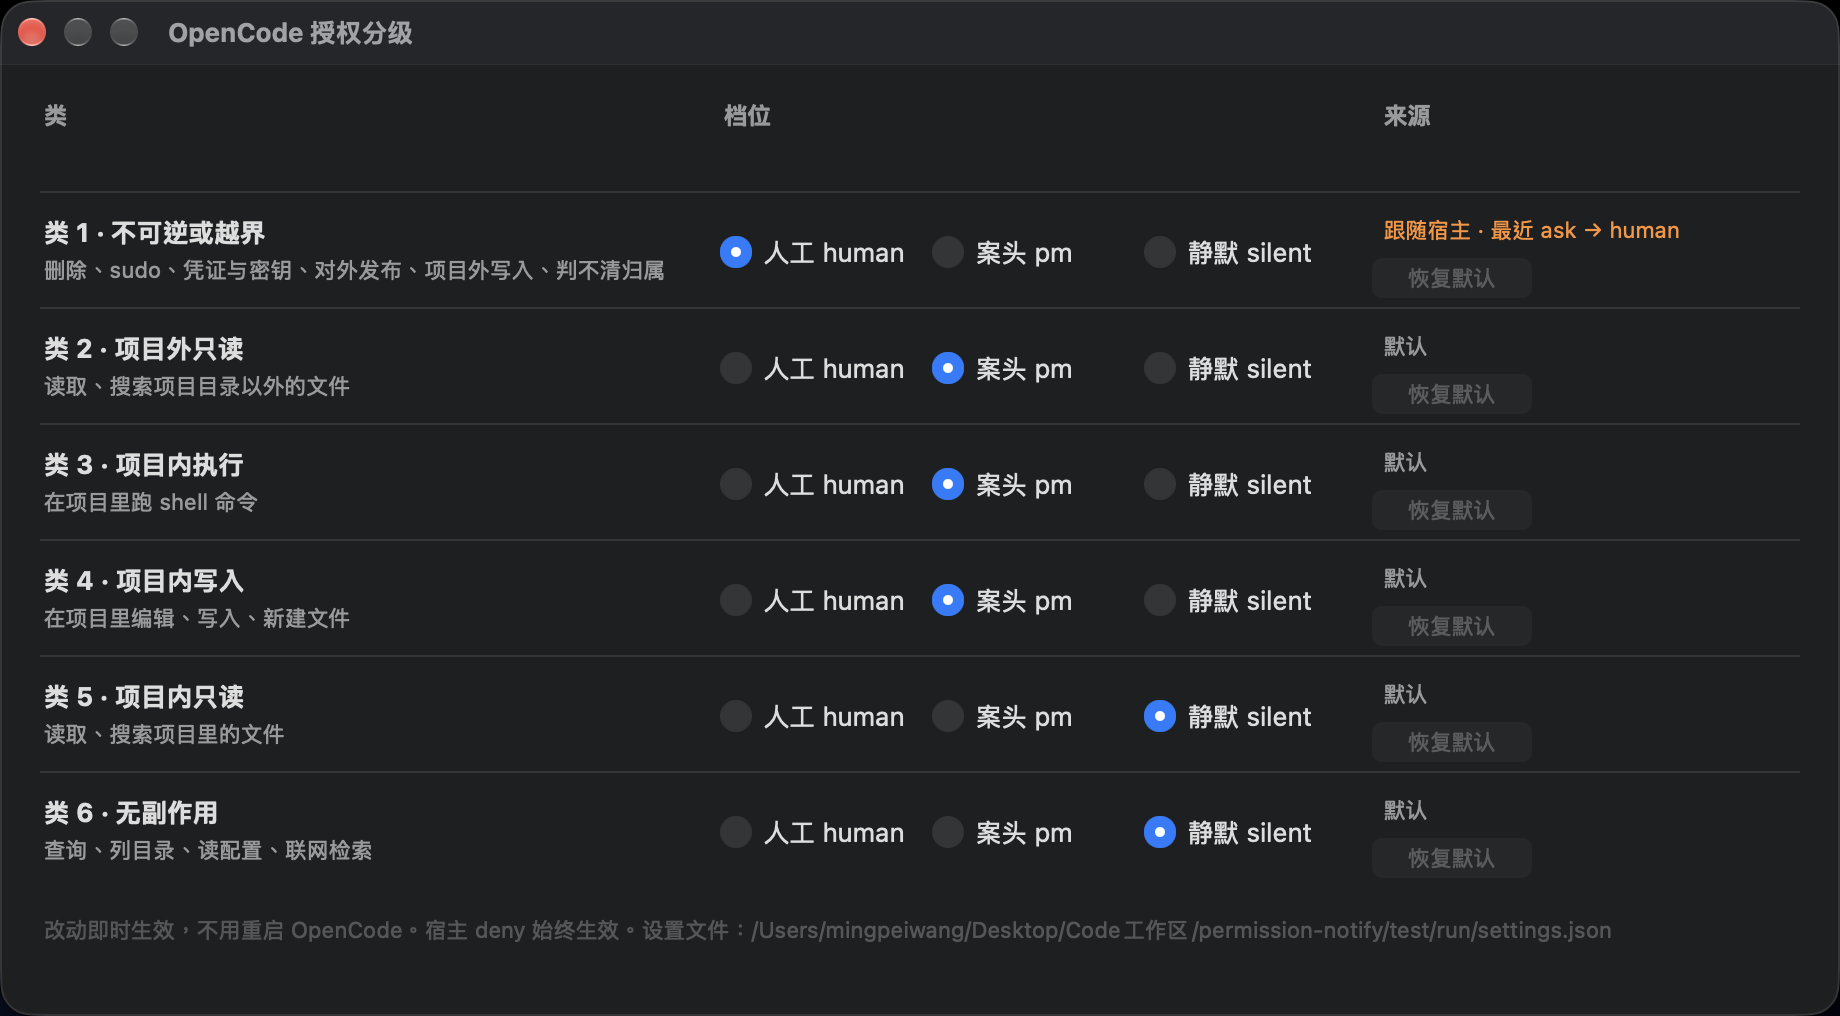 OpenCode 授权分级
类 档位 来源
类 1 · 不可逆或越界
删除、sudo、凭证与密钥、对外发布、项目外写入、判不清归属
人工 human 案头 pm 静默 silent
跟随宿主 · 最近 ask → human
恢复默认
类 2 · 项目外只读
读取、搜索项目目录以外的文件
人工 human 案头 pm 静默 silent
默认
恢复默认
类 3 · 项目内执行
在项目里跑 shell 命令
人工 human 案头 pm 静默 silent
默认
恢复默认
类 4 · 项目内写入
在项目里编辑、写入、新建文件
人工 human 案头 pm 静默 silent
默认
恢复默认
类 5 · 项目内只读
读取、搜索项目里的文件
人工 human 案头 pm 静默 silent
默认
恢复默认
类 6 · 无副作用
查询、列目录、读配置、联网检索
人工 human 案头 pm 静默 silent
默认
恢复默认
改动即时生效，不用重启 OpenCode。宿主 deny 始终生效。设置文件：/Users/mingpeiwang/Desktop/Code工作区/permission-notify/test/run/settings.json